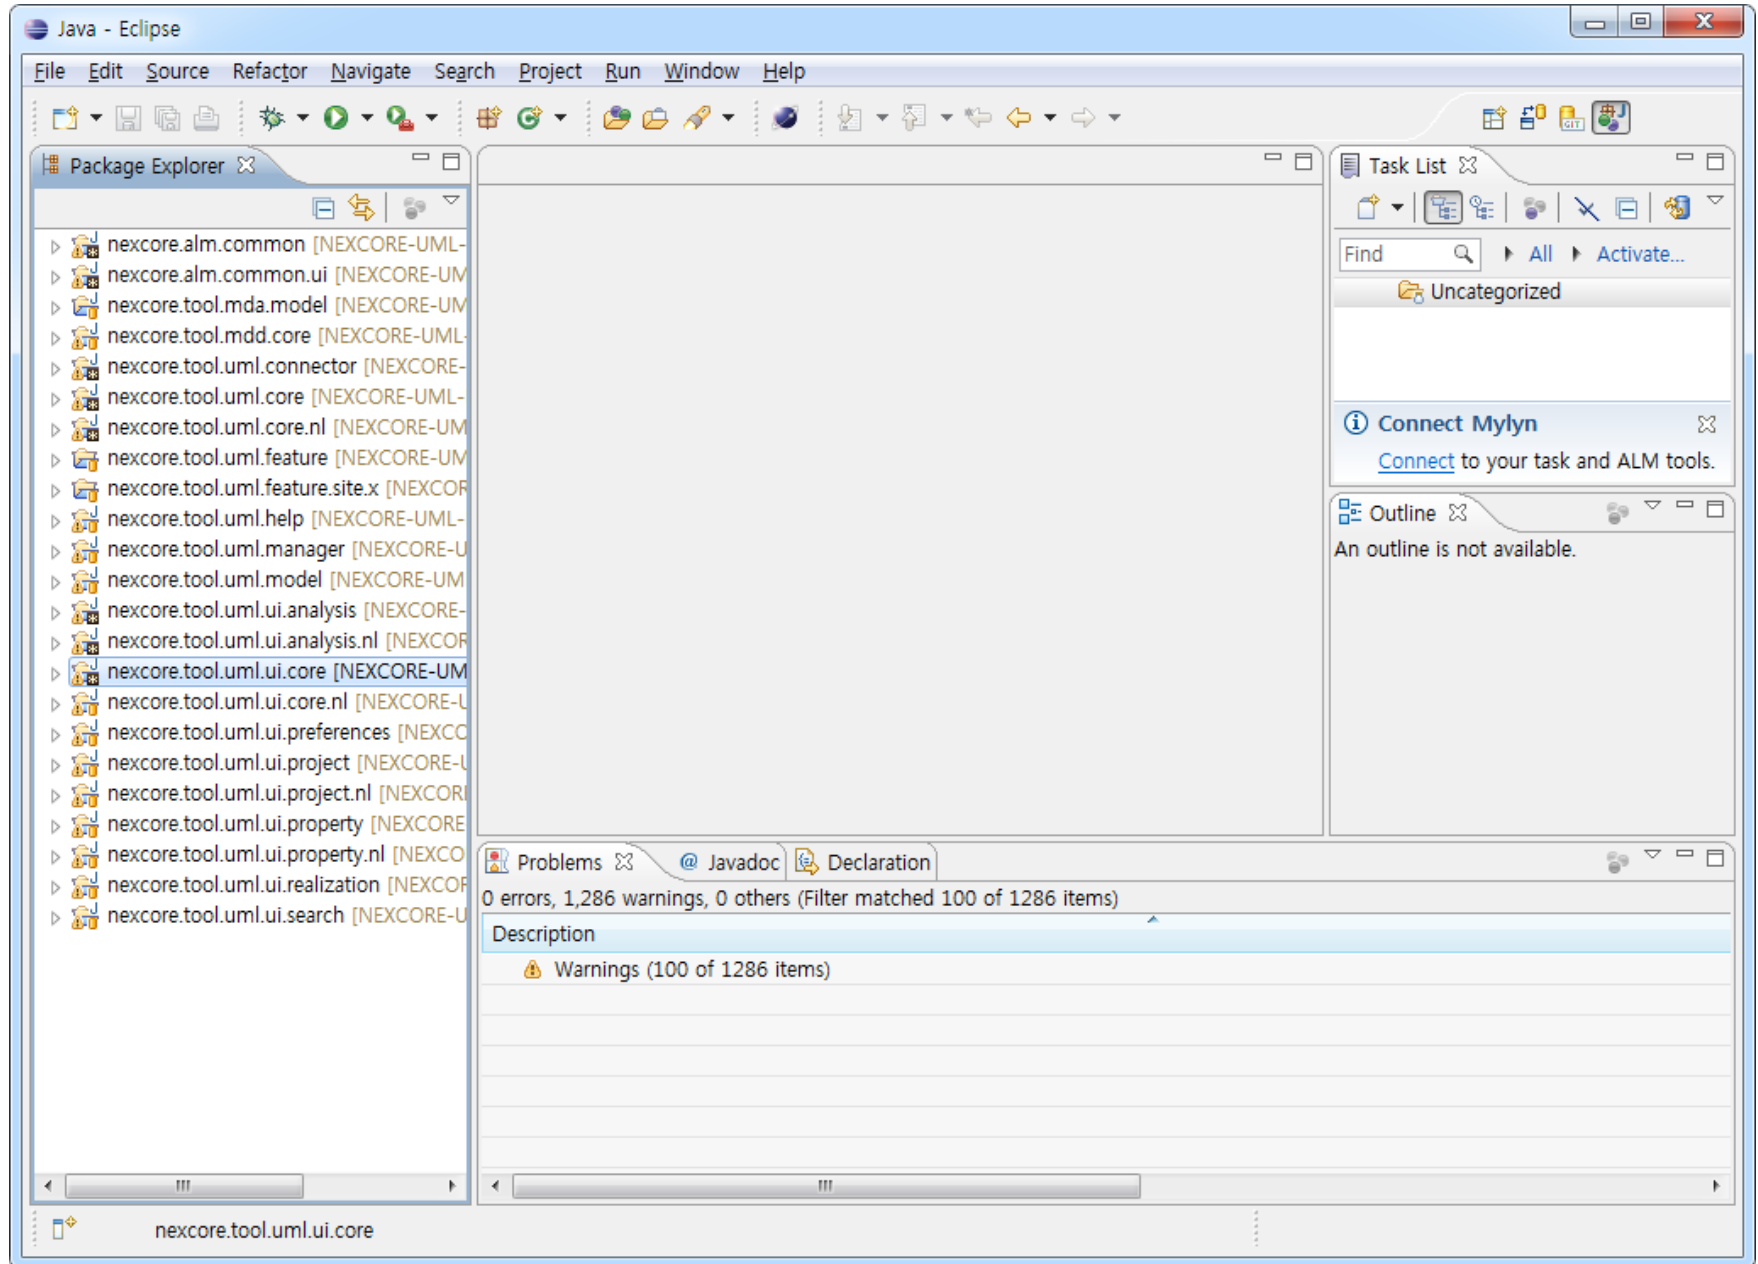 Java - Eclipse
File Edit Source Refactor Navigate Search Project Run Window Help
GIT
Package Explorer
nexcore.alm.common [NEXCORE-UML-
nexcore.alm.common.ui [NEXCORE-UM
nexcore.tool.mda.model [NEXCORE-UM
nexcore.tool.mdd.core [NEXCORE-UML-
nexcore.tool.uml.connector [NEXCORE-
nexcore.tool.uml.core [NEXCORE-UML-
nexcore.tool.uml.core.nl [NEXCORE-UM
nexcore.tool.uml.feature [NEXCORE-UM
nexcore.tool.uml.feature.site.x [NEXCOR
nexcore.tool.uml.help [NEXCORE-UML-
nexcore.tool.uml.manager [NEXCORE-U
nexcore.tool.uml.model [NEXCORE-UM
nexcore.tool.uml.ui.analysis [NEXCORE-
nexcore.tool.uml.ui.analysis.nl [NEXCOR
nexcore.tool.uml.ui.core [NEXCORE-UM
nexcore.tool.uml.ui.core.nl [NEXCORE-U
nexcore.tool.uml.ui.preferences [NEXCO
nexcore.tool.uml.ui.project [NEXCORE-U
nexcore.tool.uml.ui.project.nl [NEXCORE
nexcore.tool.uml.ui.property [NEXCORE
nexcore.tool.uml.ui.property.nl [NEXCO
nexcore.tool.uml.ui.realization [NEXCOR
nexcore.tool.uml.ui.search [NEXCORE-U
Task List
Find All Activate...
Uncategorized
Connect Mylyn
Connect to your task and ALM tools.
Outline
An outline is not available.
Problems @ Javadoc Declaration
0 errors, 1,286 warnings, 0 others (Filter matched 100 of 1286 items)
Description
Warnings (100 of 1286 items)
nexcore.tool.uml.ui.core